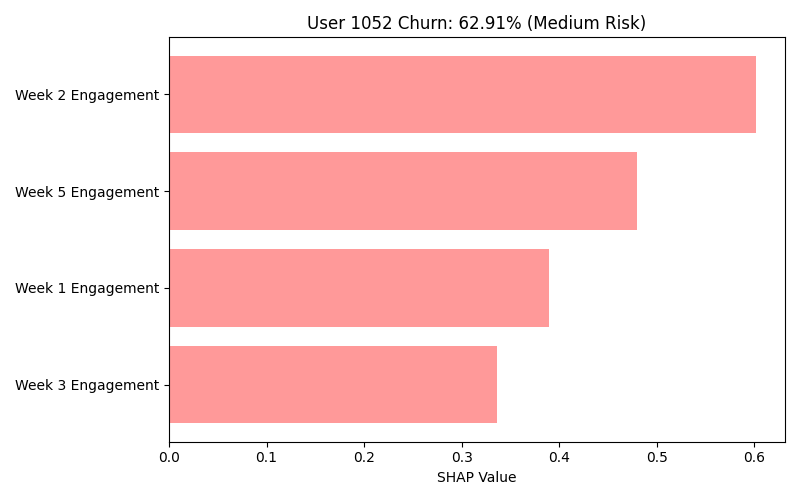 User 1052 Churn: 62.91% (Medium Risk)
Week 2 Engagement
Week 5 Engagement
Week 1 Engagement
Week 3 Engagement
0.0 0.1 0.2 0.3 0.4 0.5 0.6
SHAP Value